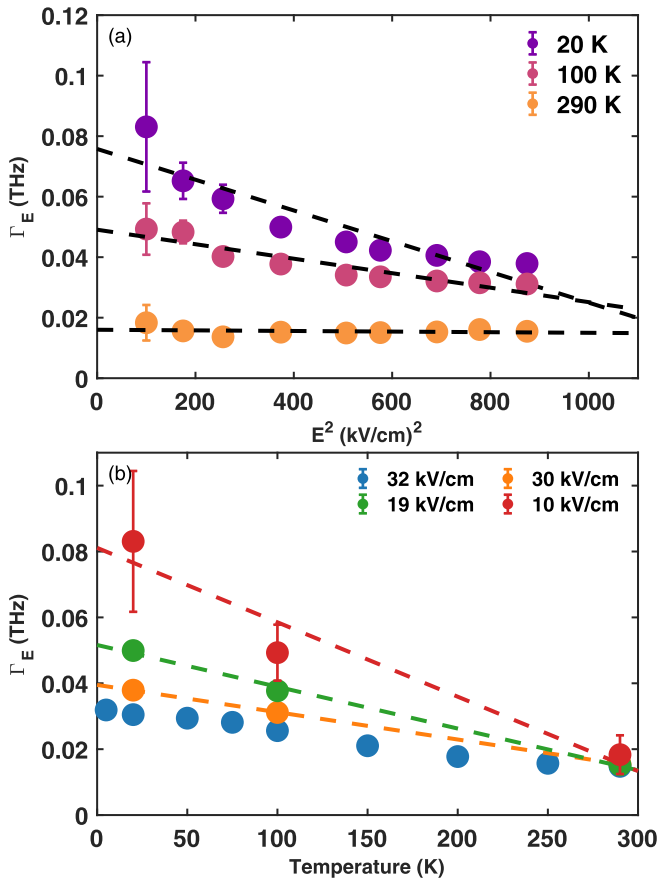 (a)
20 K
100 K
290 K
0.12
0.1
0.08
0.06
0.04
0.02
0
Γ_E (THz)
0 200 400 600 800 1000
E² (kV/cm)²
(b)
32 kV/cm 30 kV/cm
19 kV/cm 10 kV/cm
0.1
0.08
0.06
0.04
0.02
0
Γ_E (THz)
0 50 100 150 200 250 300
Temperature (K)